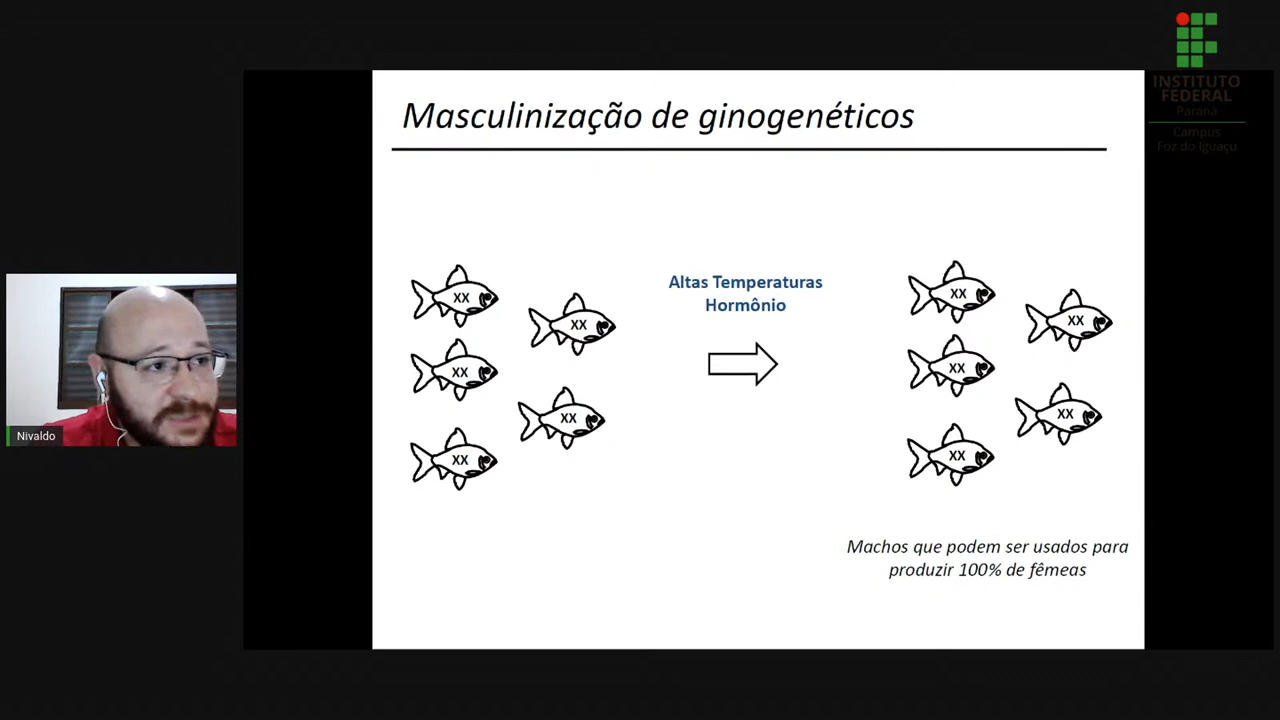 INSTITUTO
FEDERAL
Paraná
Campus
Foz do Iguaçu
Masculinização de ginogenéticos
Altas Temperaturas
Hormônio
XX
XX
XX
XX
XX
XX
XX
XX
XX
XX
Nivaldo
Machos que podem ser usados para
produzir 100% de fêmeas